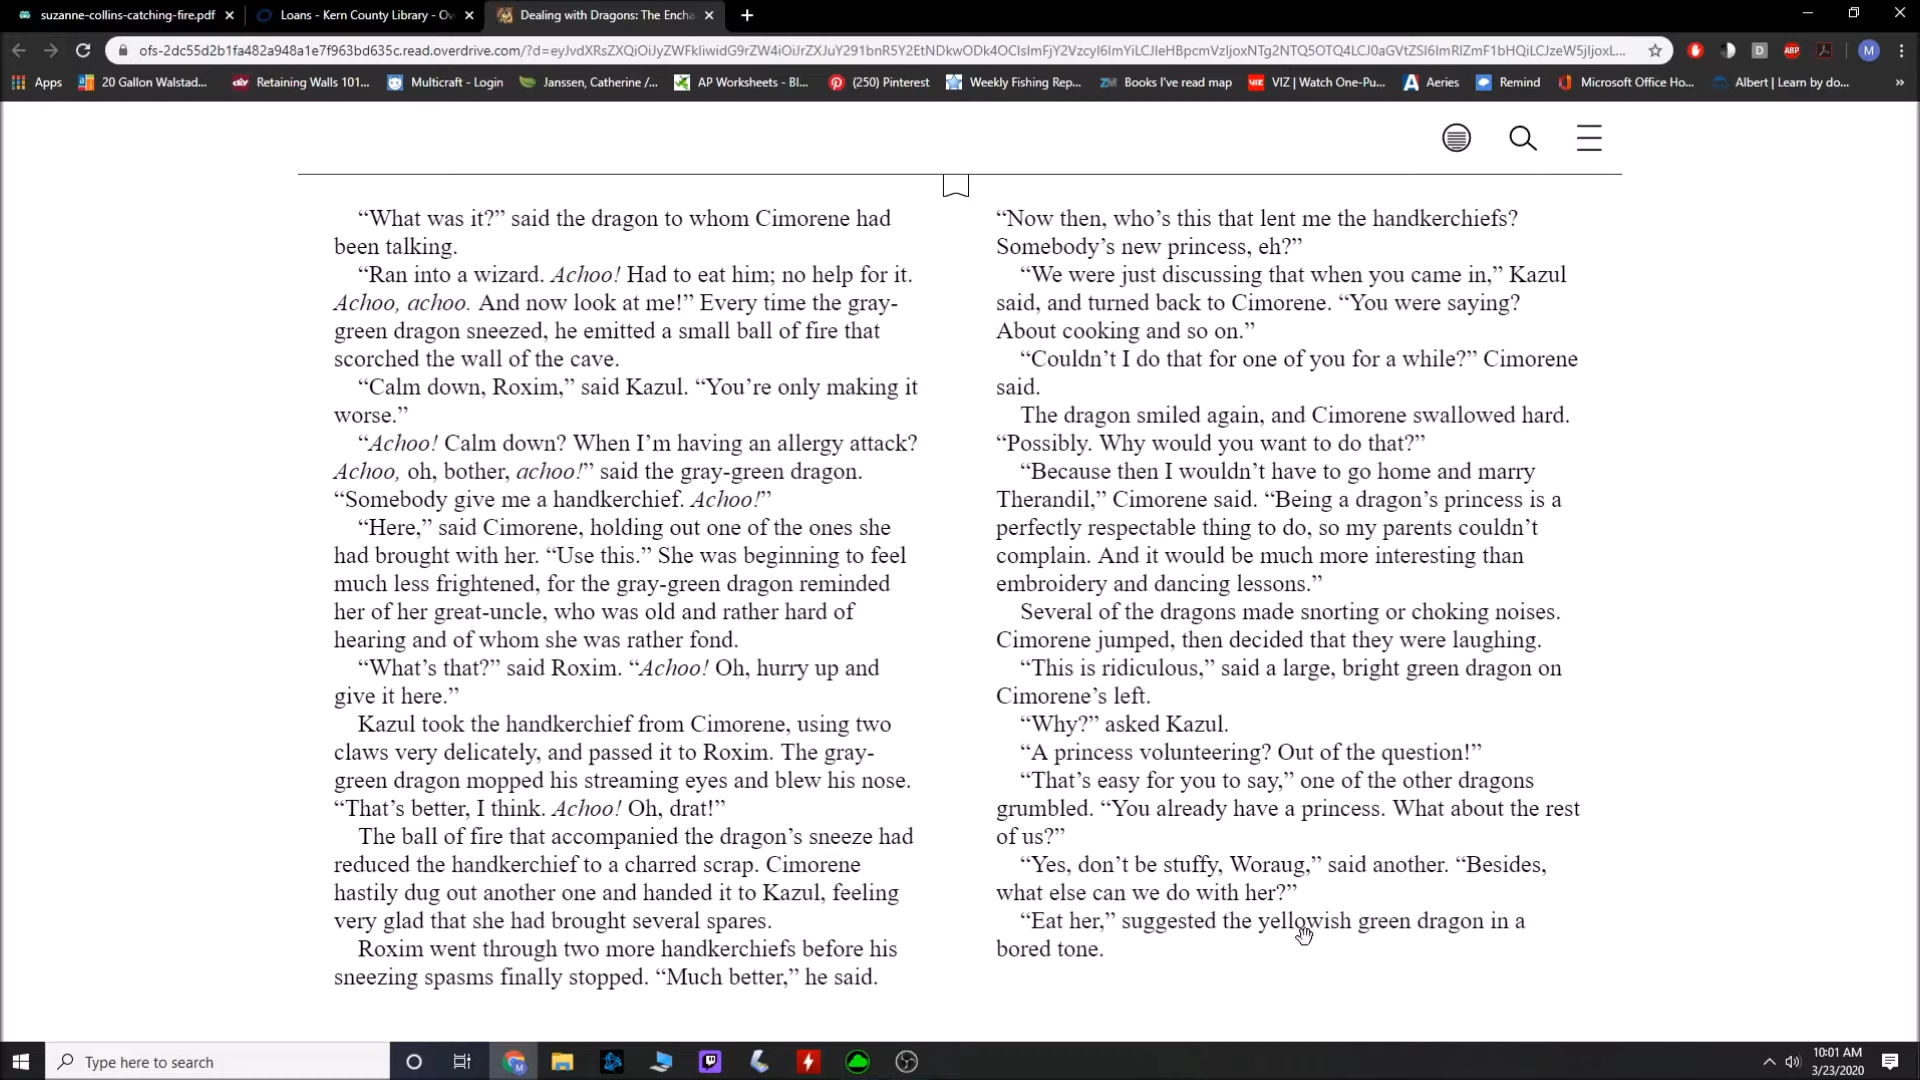 suzanne-collins-catching-fire.pdf
Loans - Kern County Library - Ov
Dealing with Dragons: The Encha
ofs-2dc55d2b1fa482a948a1e7f963bd635c.read.overdrive.com/
Apps
20 Gallon Walstad...
Retaining Walls 101...
Multicraft - Login
Janssen, Catherine /...
AP Worksheets - Bl...
(250) Pinterest
Weekly Fishing Rep...
Books I've read map
VIZ | Watch One-Pu...
Aeries
Remind
Microsoft Office Ho...
Albert | Learn by do...
“What was it?” said the dragon to whom Cimorene had
been talking.
“Ran into a wizard. Achoo! Had to eat him; no help for it.
Achoo, achoo. And now look at me!” Every time the gray-
green dragon sneezed, he emitted a small ball of fire that
scorched the wall of the cave.
“Calm down, Roxim,” said Kazul. “You’re only making it
worse.”
“Achoo! Calm down? When I’m having an allergy attack?
Achoo, oh, bother, achoo!” said the gray-green dragon.
“Somebody give me a handkerchief. Achoo!”
“Here,” said Cimorene, holding out one of the ones she
had brought with her. “Use this.” She was beginning to feel
much less frightened, for the gray-green dragon reminded
her of her great-uncle, who was old and rather hard of
hearing and of whom she was rather fond.
“What’s that?” said Roxim. “Achoo! Oh, hurry up and
give it here.”
Kazul took the handkerchief from Cimorene, using two
claws very delicately, and passed it to Roxim. The gray-
green dragon mopped his streaming eyes and blew his nose.
“That’s better, I think. Achoo! Oh, drat!”
The ball of fire that accompanied the dragon’s sneeze had
reduced the handkerchief to a charred scrap. Cimorene
hastily dug out another one and handed it to Kazul, feeling
very glad that she had brought several spares.
Roxim went through two more handkerchiefs before his
sneezing spasms finally stopped. “Much better,” he said.
“Now then, who’s this that lent me the handkerchiefs?
Somebody’s new princess, eh?”
“We were just discussing that when you came in,” Kazul
said, and turned back to Cimorene. “You were saying?
About cooking and so on.”
“Couldn’t I do that for one of you for a while?” Cimorene
said.
The dragon smiled again, and Cimorene swallowed hard.
“Possibly. Why would you want to do that?”
“Because then I wouldn’t have to go home and marry
Therandil,” Cimorene said. “Being a dragon’s princess is a
perfectly respectable thing to do, so my parents couldn’t
complain. And it would be much more interesting than
embroidery and dancing lessons.”
Several of the dragons made snorting or choking noises.
Cimorene jumped, then decided that they were laughing.
“This is ridiculous,” said a large, bright green dragon on
Cimorene’s left.
“Why?” asked Kazul.
“A princess volunteering? Out of the question!”
“That’s easy for you to say,” one of the other dragons
grumbled. “You already have a princess. What about the rest
of us?”
“Yes, don’t be stuffy, Woraug,” said another. “Besides,
what else can we do with her?”
“Eat her,” suggested the yellowish green dragon in a
bored tone.
Type here to search
10:01 AM
3/23/2020